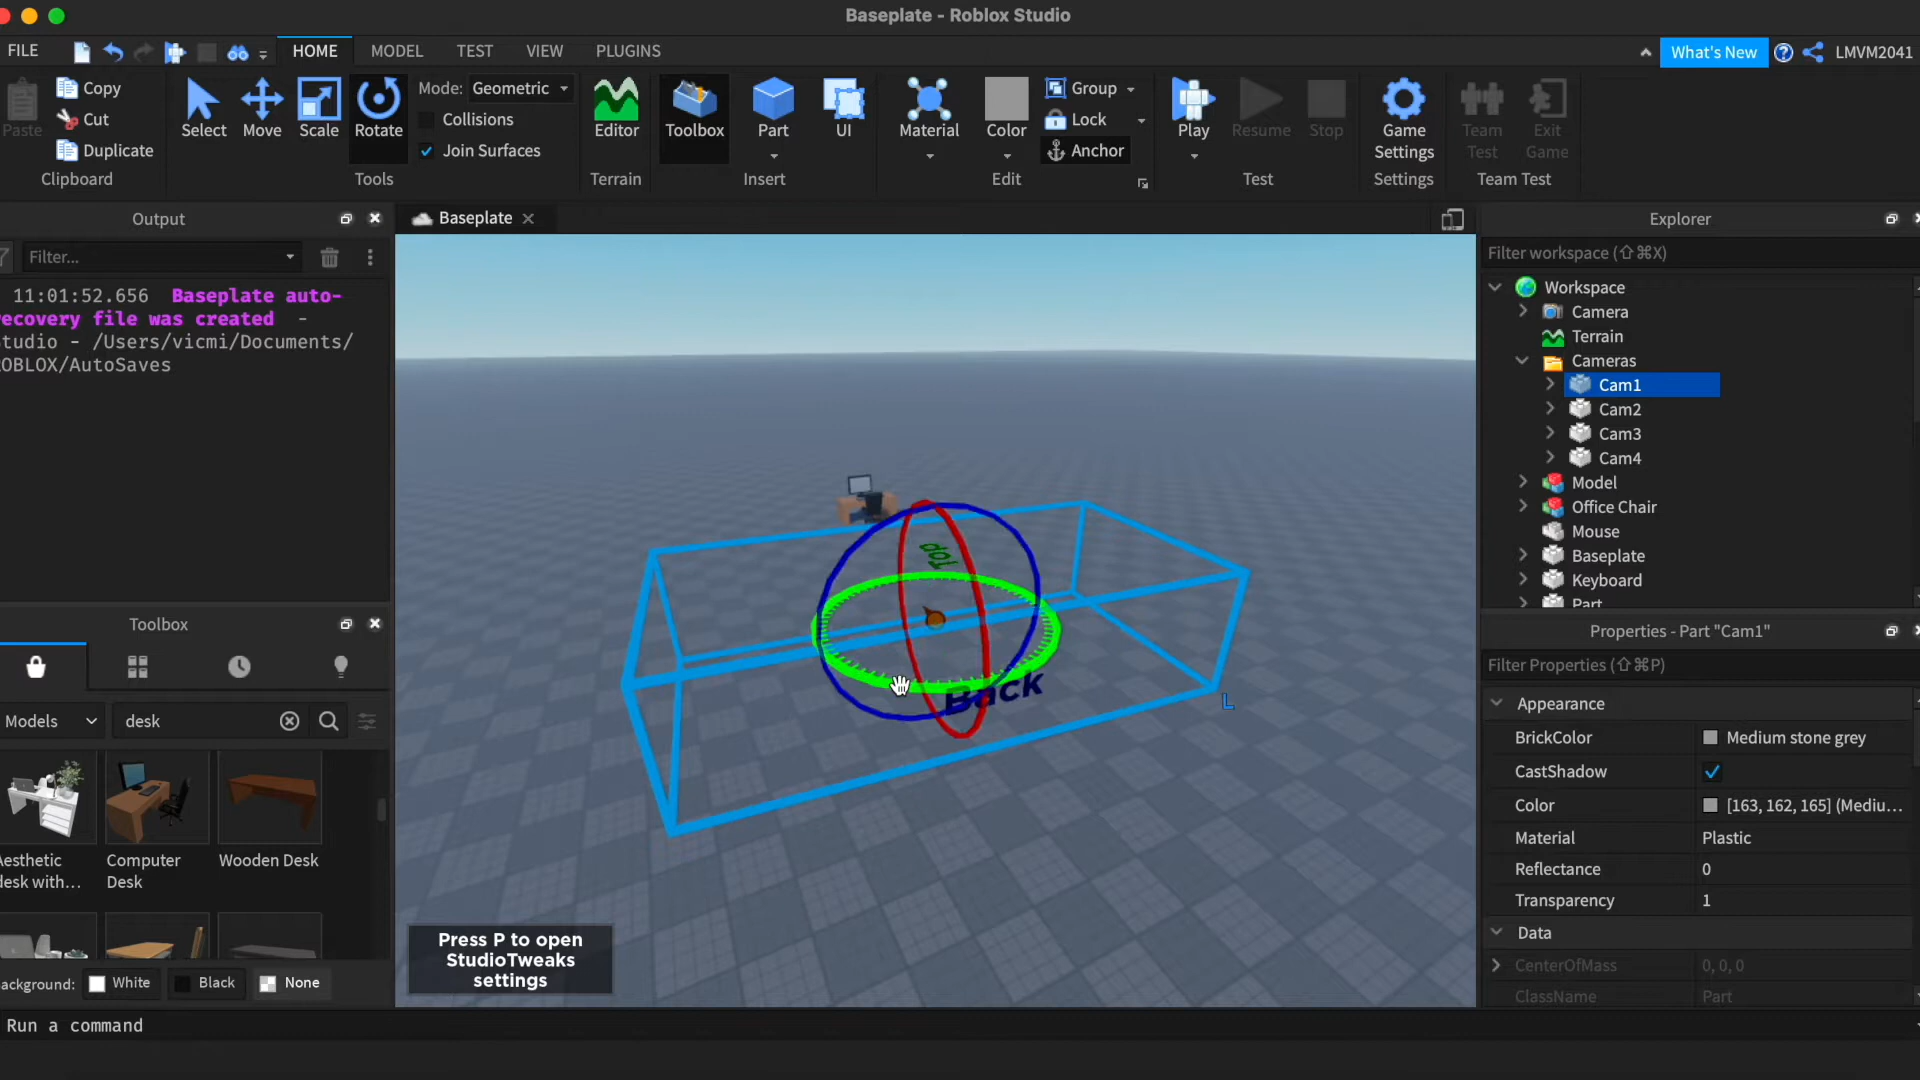 Baseplate - Roblox Studio
FILE
HOME
MODEL
TEST
VIEW
PLUGINS
What's New
LMVM2041
Paste
Copy
Cut
Duplicate
Clipboard
Select
Move
Scale
Rotate
Mode: Geometric
Collisions
Join Surfaces
Tools
Editor
Terrain
Toolbox
Part
UI
Insert
Material
Color
Group
Lock
Anchor
Edit
Play
Resume
Stop
Test
Game
Settings
Settings
Team
Test
Exit
Game
Team Test
Output
Filter...
11:01:52.656 Baseplate auto-
ecovery file was created -
tudio - /Users/vicmi/Documents/
OBLOX/AutoSaves
Toolbox
Models
desk
Aesthetic
desk with...
Computer
Desk
Wooden Desk
ackground:
White
Black
None
Baseplate
Top
Back
L
Press P to open
StudioTweaks
settings
Explorer
Filter workspace (⇧⌘X)
Workspace
Camera
Terrain
Cameras
Cam1
Cam2
Cam3
Cam4
Model
Office Chair
Mouse
Baseplate
Keyboard
Part
Properties - Part "Cam1"
Filter Properties (⇧⌘P)
Appearance
BrickColor Medium stone grey
CastShadow
Color [163, 162, 165] (Mediu...
Material Plastic
Reflectance 0
Transparency 1
Data
CenterOfMass 0, 0, 0
ClassName Part
Run a command